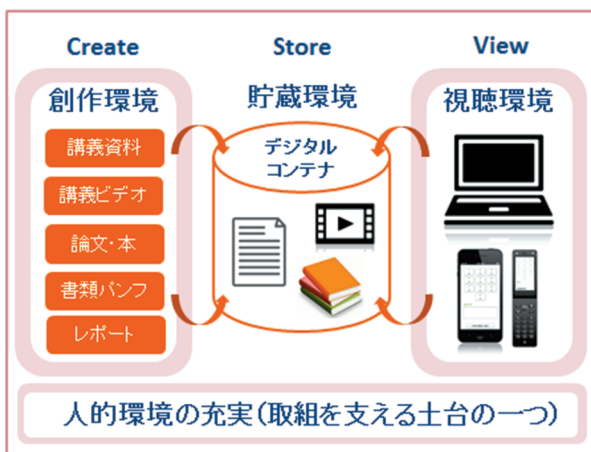 Create
Store
View
創作環境
貯蔵環境
視聴環境
講義資料
講義ビデオ
論文・本
書類パンフ
レポート
デジタル
コンテナ
人的環境の充実(取組を支える土台の一つ)